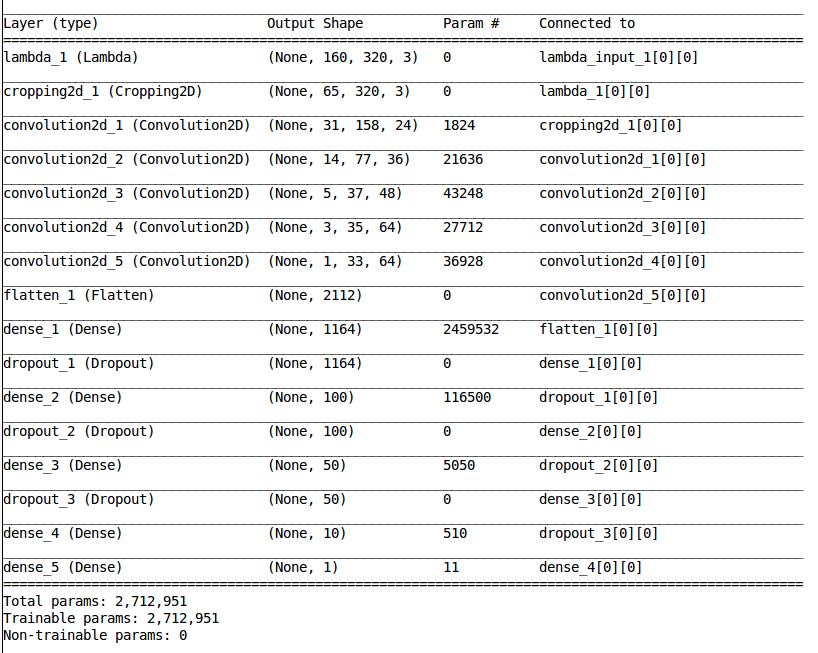 Layer (type) Output Shape Param # Connected to
lambda_1 (Lambda) (None, 160, 320, 3) 0 lambda_input_1[0][0]
cropping2d_1 (Cropping2D) (None, 65, 320, 3) 0 lambda_1[0][0]
convolution2d_1 (Convolution2D) (None, 31, 158, 24) 1824 cropping2d_1[0][0]
convolution2d_2 (Convolution2D) (None, 14, 77, 36) 21636 convolution2d_1[0][0]
convolution2d_3 (Convolution2D) (None, 5, 37, 48) 43248 convolution2d_2[0][0]
convolution2d_4 (Convolution2D) (None, 3, 35, 64) 27712 convolution2d_3[0][0]
convolution2d_5 (Convolution2D) (None, 1, 33, 64) 36928 convolution2d_4[0][0]
flatten_1 (Flatten) (None, 2112) 0 convolution2d_5[0][0]
dense_1 (Dense) (None, 1164) 2459532 flatten_1[0][0]
dropout_1 (Dropout) (None, 1164) 0 dense_1[0][0]
dense_2 (Dense) (None, 100) 116500 dropout_1[0][0]
dropout_2 (Dropout) (None, 100) 0 dense_2[0][0]
dense_3 (Dense) (None, 50) 5050 dropout_2[0][0]
dropout_3 (Dropout) (None, 50) 0 dense_3[0][0]
dense_4 (Dense) (None, 10) 510 dropout_3[0][0]
dense_5 (Dense) (None, 1) 11 dense_4[0][0]
Total params: 2,712,951
Trainable params: 2,712,951
Non-trainable params: 0